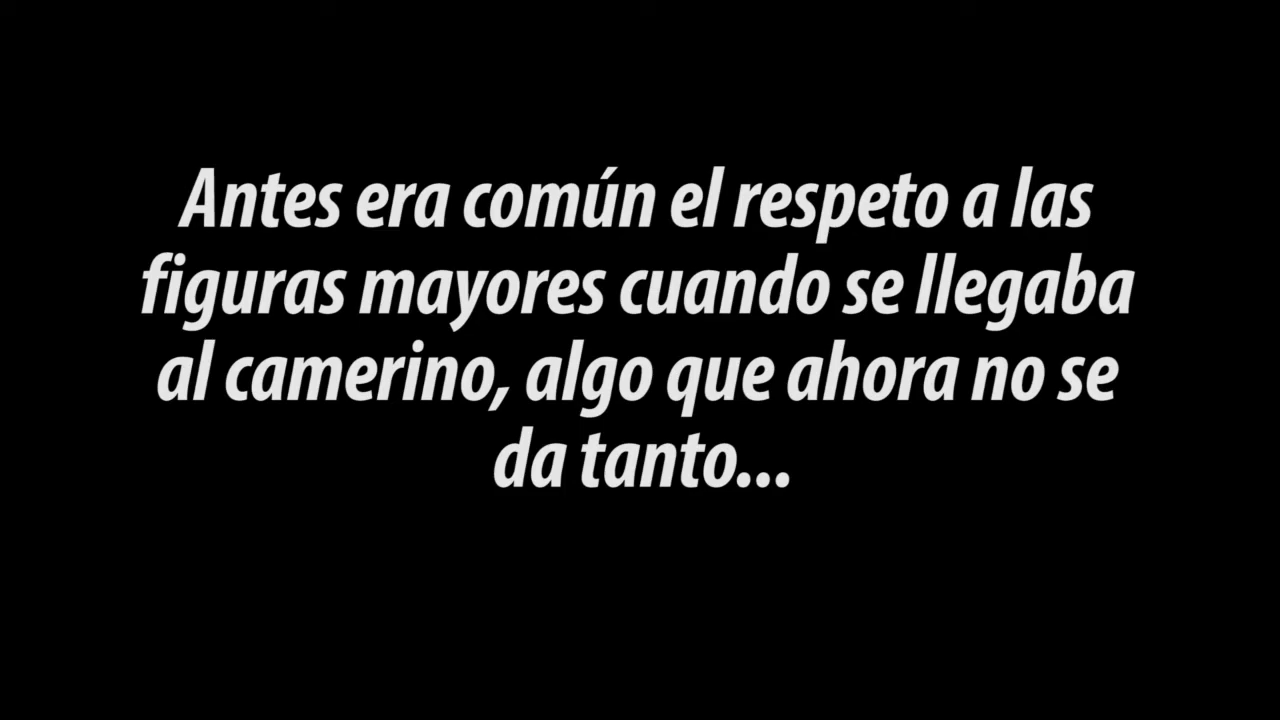 Antes era común el respeto a las
figuras mayores cuando se llegaba
al camerino, algo que ahora no se
da tanto...